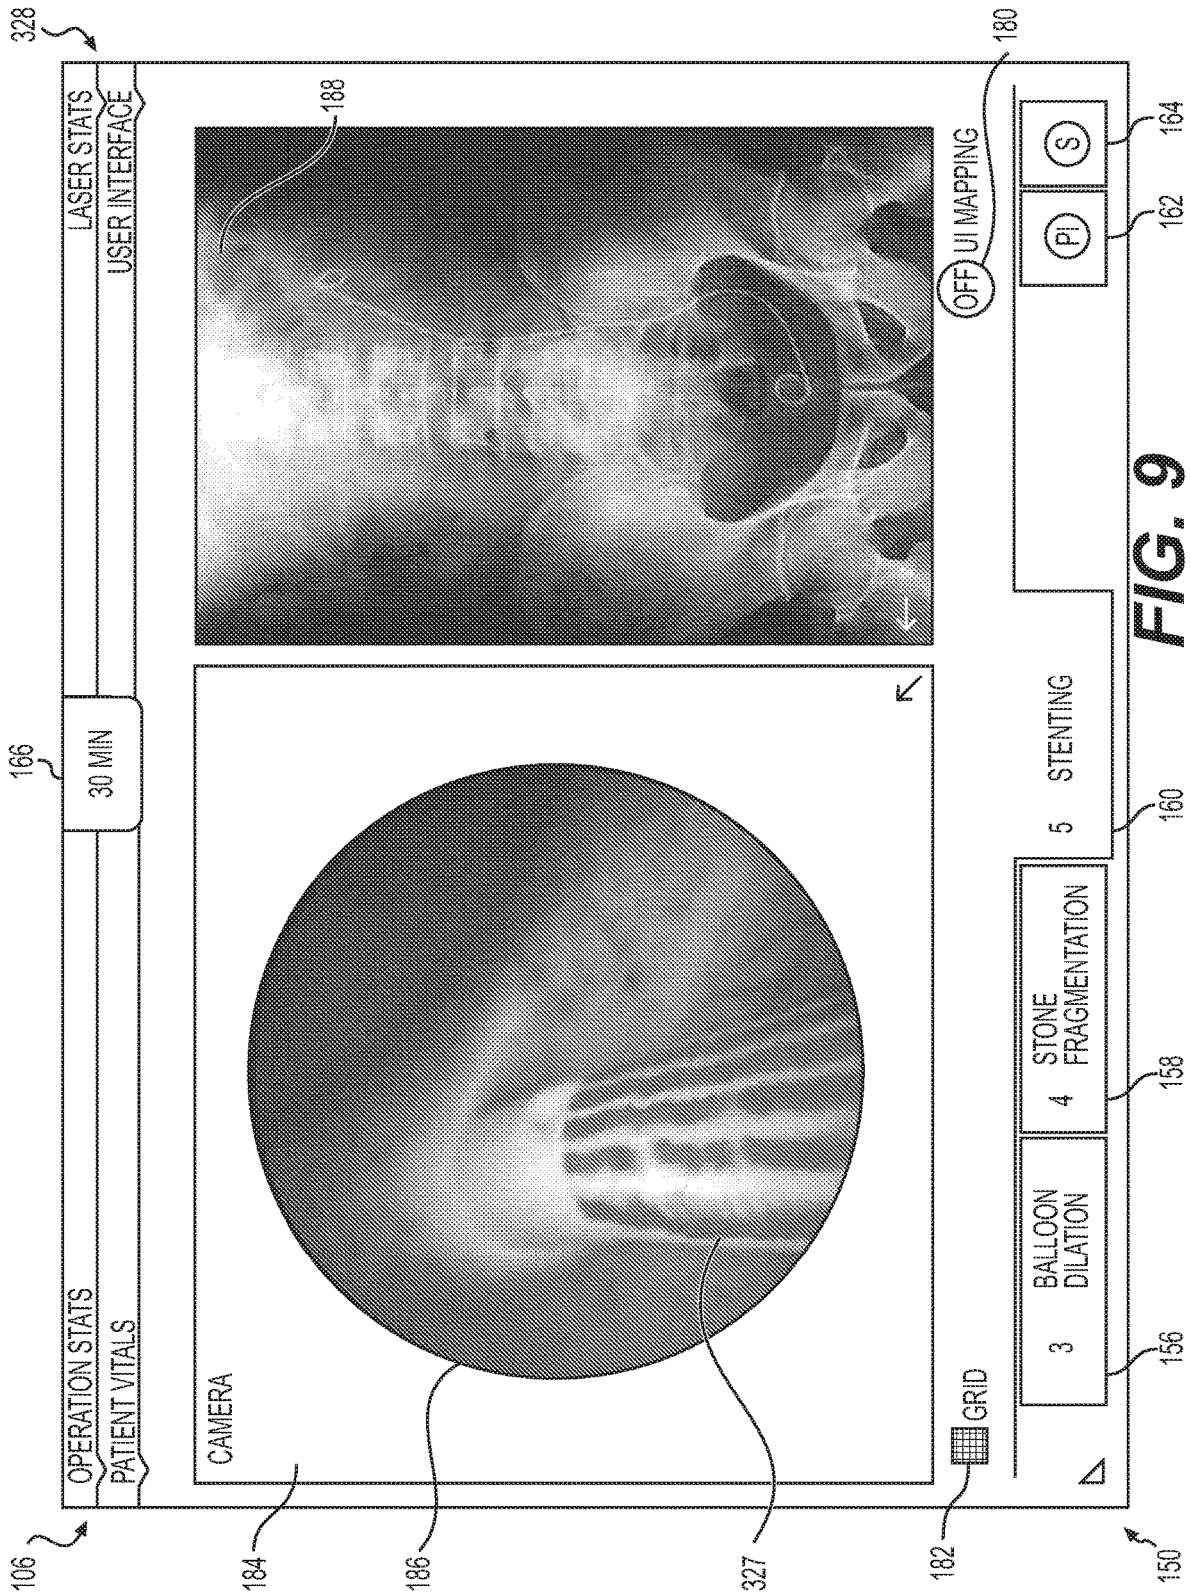 106
328
166
OPERATION STATS
LASER STATS
PATIENT VITALS
USER INTERFACE
30 MIN
184
CAMERA
188
186
327
182
GRID
OFF
UI MAPPING
180
3 BALLOON
DILATION
4 STONE
FRAGMENTATION
5 STENTING
PI
S
150
156
158
160
162
164
FIG. 9